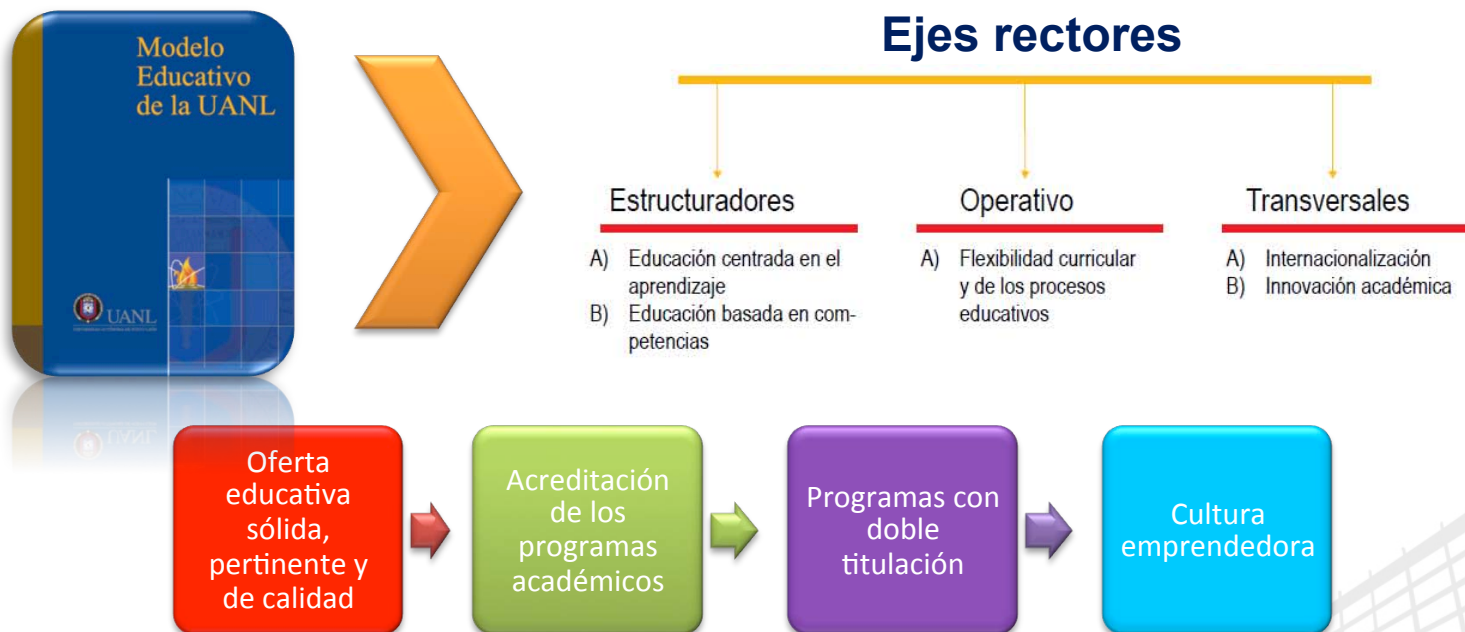 Modelo
Educativo
de la UANL
UANL
Ejes rectores
Estructuradores
A) Educación centrada en el
aprendizaje
B) Educación basada en com-
petencias
Operativo
A) Flexibilidad curricular
y de los procesos
educativos
Transversales
A) Internacionalización
B) Innovación académica
Oferta
educativa
sólida,
pertinente y
de calidad
Acreditación
de los
programas
académicos
Programas con
doble
titulación
Cultura
emprendedora